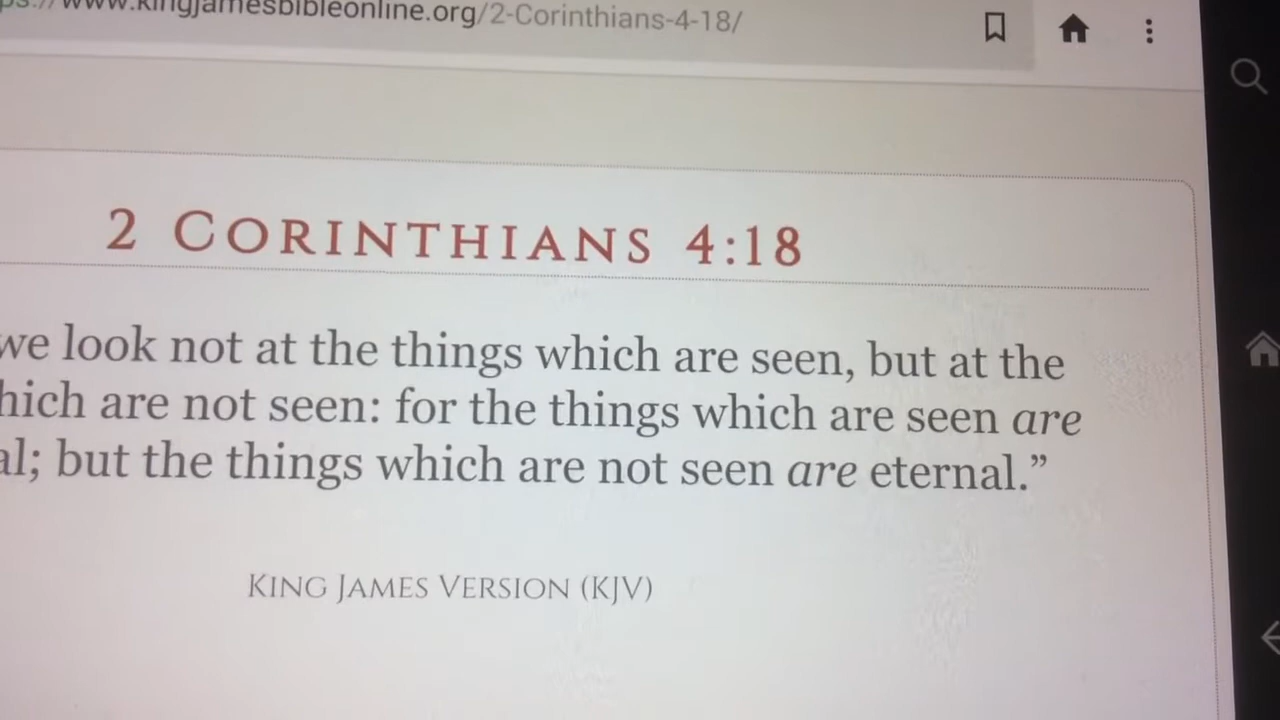 www.kingjamesbibleonline.org/2-Corinthians-4-18/
2 CORINTHIANS 4:18
we look not at the things which are seen, but at the
hich are not seen: for the things which are seen are
al; but the things which are not seen are eternal.”
KING JAMES VERSION (KJV)